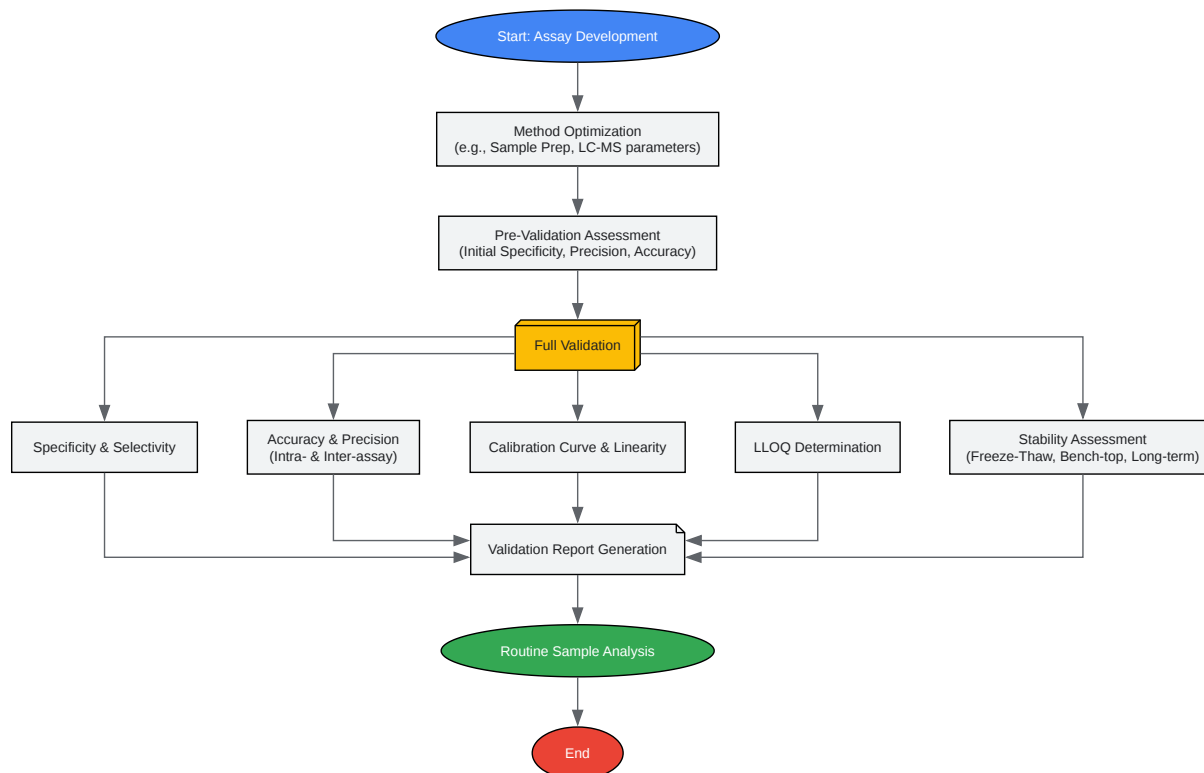 Start: Assay Development
Method Optimization
(e.g., Sample Prep, LC-MS parameters)
Pre-Validation Assessment
(Initial Specificity, Precision, Accuracy)
Full Validation
Specificity & Selectivity
Accuracy & Precision
(Intra- & Inter-assay)
Calibration Curve & Linearity
LLOQ Determination
Stability Assessment
(Freeze-Thaw, Bench-top, Long-term)
Validation Report Generation
Routine Sample Analysis
End